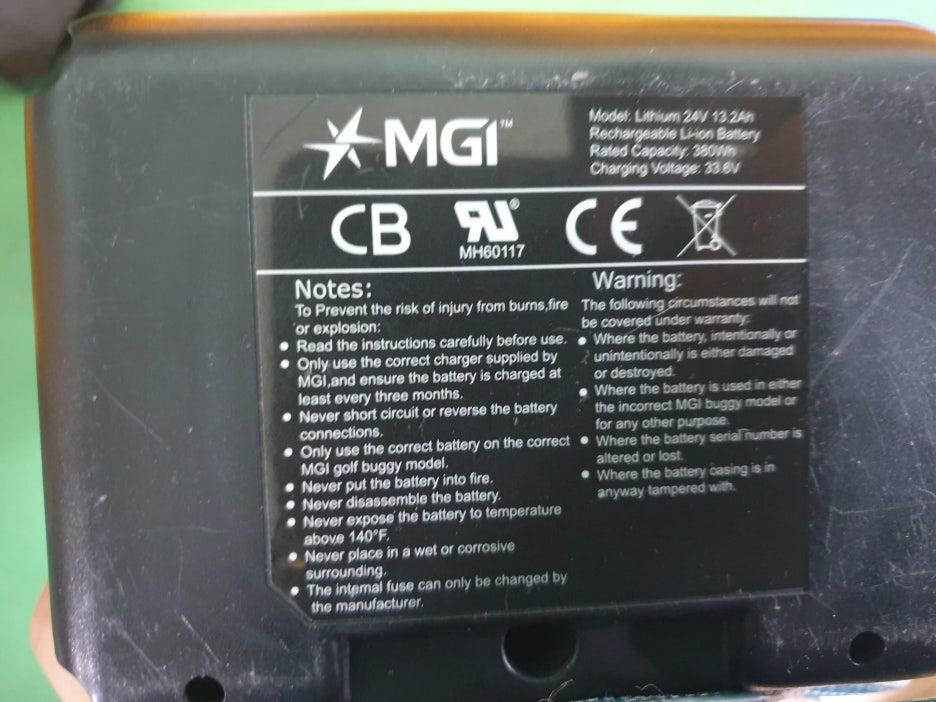 MGI™
Model: Lithium 24V 13.2Ah
Rechargeable Li-ion Battery
Rated Capacity: 380Wh
Charging Voltage: 33.6V
CB
RU®
MH60117
CE
Notes:
To Prevent the risk of injury from burns,fire
or explosion:
● Read the instructions carefully before use.
● Only use the correct charger supplied by
MGI,and ensure the battery is charged at
least every three months.
● Never short circuit or reverse the battery
connections.
● Only use the correct battery on the correct
MGI golf buggy model.
● Never put the battery into fire.
● Never disassemble the battery.
● Never expose the battery to temperature
above 140°F.
● Never place in a wet or corrosive
surrounding.
● The internal fuse can only be changed by
the manufacturer.
Warning:
The following circumstances will not
be covered under warranty:
● Where the battery, intentionally or
unintentionally is either damaged
or destroyed.
● Where the battery is used in either
the incorrect MGI buggy model or
for any other purpose.
● Where the battery serial number is
altered or lost.
● Where the battery casing is in
anyway tampered with.